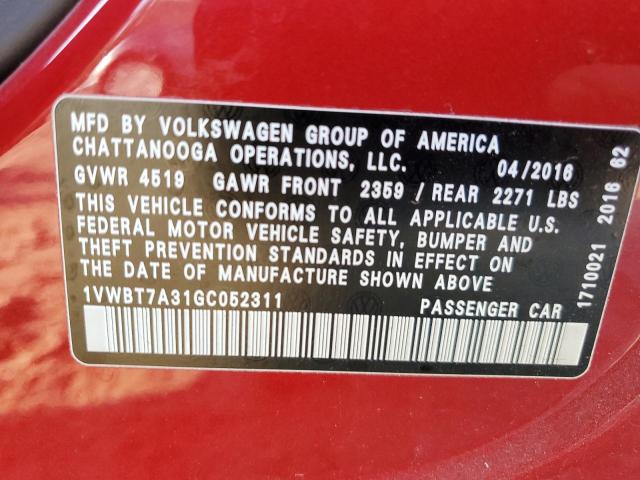 MFD BY VOLKSWAGEN GROUP OF AMERICA
CHATTANOOGA OPERATIONS, LLC. 04/2016
GVWR 4519 GAWR FRONT 2359 / REAR 2271 LBS
THIS VEHICLE CONFORMS TO ALL APPLICABLE U.S.
FEDERAL MOTOR VEHICLE SAFETY, BUMPER AND
THEFT PREVENTION STANDARDS IN EFFECT ON
THE DATE OF MANUFACTURE SHOWN ABOVE
1VWBT7A31GC052311 PASSENGER CAR
1710021 2016 62